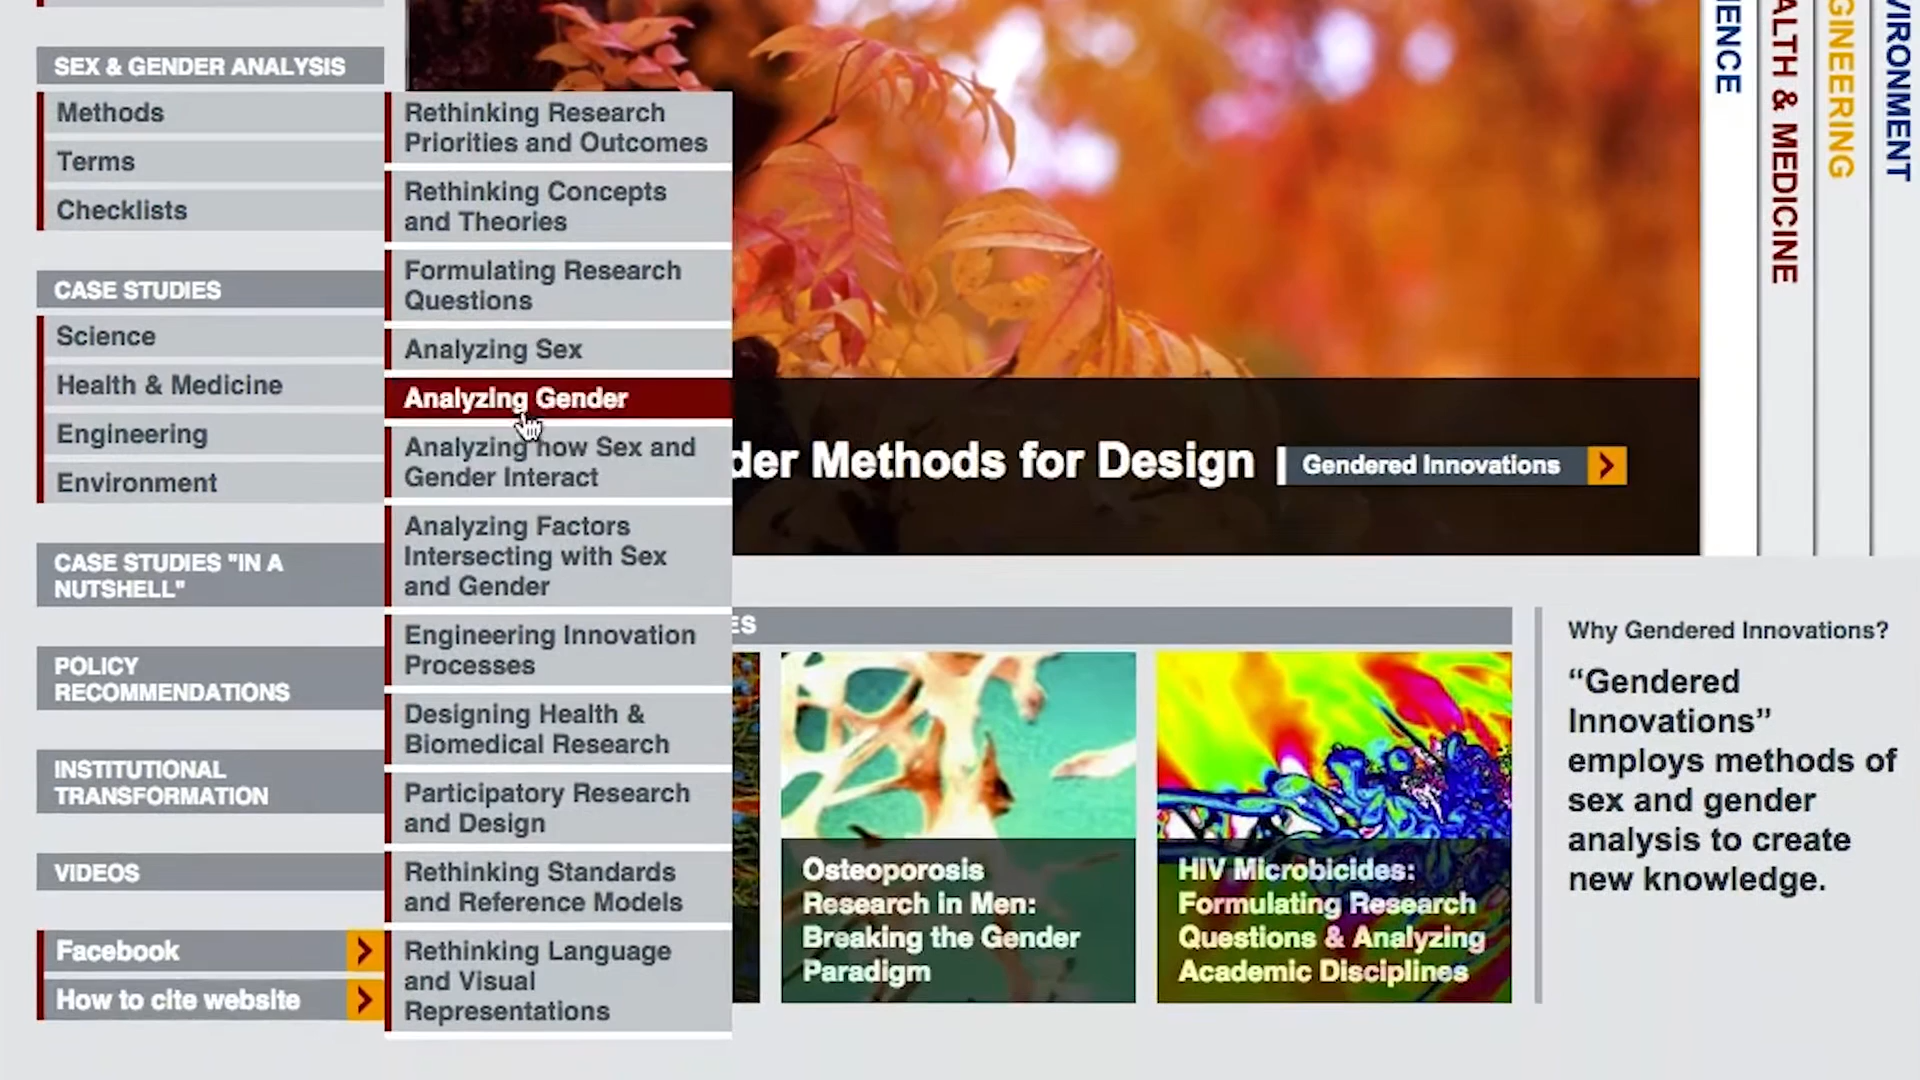 SEX & GENDER ANALYSIS
Methods
Terms
Checklists
CASE STUDIES
Science
Health & Medicine
Engineering
Environment
CASE STUDIES "IN A
NUTSHELL"
POLICY
RECOMMENDATIONS
INSTITUTIONAL
TRANSFORMATION
VIDEOS
Facebook
How to cite website
Rethinking Research
Priorities and Outcomes
Rethinking Concepts
and Theories
Formulating Research
Questions
Analyzing Sex
Analyzing Gender
Analyzing how Sex and
Gender Interact
Analyzing Factors
Intersecting with Sex
and Gender
Engineering Innovation
Processes
Designing Health &
Biomedical Research
Participatory Research
and Design
Rethinking Standards
and Reference Models
Rethinking Language
and Visual
Representations
der Methods for Design
Gendered Innovations
IENCE
ALTH & MEDICINE
GINEERING
VIRONMENT
ES
Osteoporosis
Research in Men:
Breaking the Gender
Paradigm
HIV Microbicides:
Formulating Research
Questions & Analyzing
Academic Disciplines
Why Gendered Innovations?
“Gendered
Innovations”
employs methods of
sex and gender
analysis to create
new knowledge.